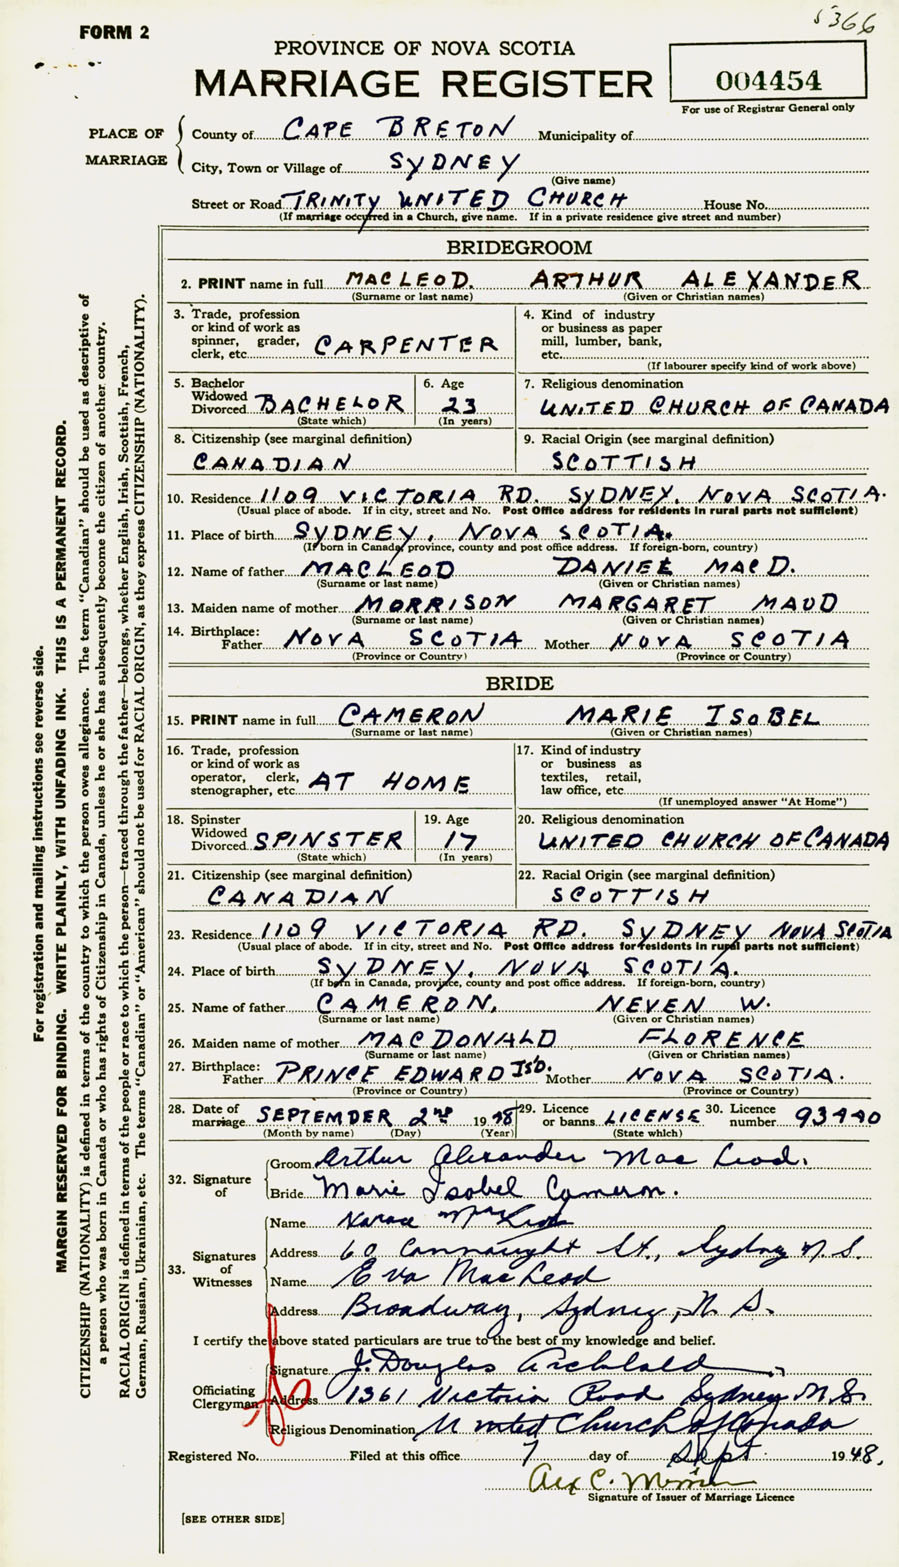 5366
FORM 2
PROVINCE OF NOVA SCOTIA
MARRIAGE REGISTER
004454
For use of Registrar General only
PLACE OF MARRIAGE
County of CAPE BRETON Municipality of
City, Town or Village of SYDNEY
(Give name)
Street or Road TRINITY UNITED CHURCH House No.
(If marriage occurred in a Church, give name. If in a private residence give street and number)
BRIDEGROOM
2. PRINT name in full MACLEOD. ARTHUR ALEXANDER
(Surname or last name) (Given or Christian names)
3. Trade, profession or kind of work as spinner, grader, clerk, etc. CARPENTER
4. Kind of industry or business as paper mill, lumber, bank, etc.
(If labourer specify kind of work above)
5. Bachelor Widowed Divorced BACHELOR
(State which)
6. Age 23
(In years)
7. Religious denomination
UNITED CHURCH OF CANADA
8. Citizenship (see marginal definition)
CANADIAN
9. Racial Origin (see marginal definition)
SCOTTISH
10. Residence 1109 VICTORIA RD. SYDNEY, NOVA SCOTIA.
(Usual place of abode. If in city, street and No. Post Office address for residents in rural parts not sufficient)
11. Place of birth SYDNEY, NOVA SCOTIA.
(If born in Canada, province, county and post office address. If foreign-born, country)
12. Name of father MACLEOD DANIEL MACD.
(Surname or last name) (Given or Christian names)
13. Maiden name of mother MORRISON MARGARET MAUD
(Surname or last name) (Given or Christian names)
14. Birthplace:
Father NOVA SCOTIA Mother NOVA SCOTIA
(Province or Country) (Province or Country)
BRIDE
15. PRINT name in full CAMERON MARIE ISOBEL
(Surname or last name) (Given or Christian names)
16. Trade, profession or kind of work as operator, clerk, stenographer, etc. AT HOME
17. Kind of industry or business as textiles, retail, law office, etc.
(If unemployed answer "At Home")
18. Spinster Widowed Divorced SPINSTER
(State which)
19. Age 17
(In years)
20. Religious denomination
UNITED CHURCH OF CANADA
21. Citizenship (see marginal definition)
CANADIAN
22. Racial Origin (see marginal definition)
SCOTTISH
23. Residence 1109 VICTORIA RD. SYDNEY NOVA SCOTIA
(Usual place of abode. If in city, street and No. Post Office address for residents in rural parts not sufficient)
24. Place of birth SYDNEY, NOVA SCOTIA.
(If born in Canada, province, county and post office address. If foreign-born, country)
25. Name of father CAMERON, NEVEN W.
(Surname or last name) (Given or Christian names)
26. Maiden name of mother MACDONALD FLORENCE
(Surname or last name) (Given or Christian names)
27. Birthplace:
Father PRINCE EDWARD Is'd. Mother NOVA SCOTIA.
(Province or Country) (Province or Country)
28. Date of marriage SEPTEMBER 2nd 1948
(Month by name) (Day) (Year)
29. Licence or banns LICENSE
(State which)
30. Licence number 93440
32. Signature of
Groom Arthur Alexander MacLeod.
Bride Marie Isobel Cameron.
33. Signatures of Witnesses
Name
Address 60 Connaught St., Sydney N.S.
Name Eva MacLeod
Address Broadway, Sydney, N.S.
I certify the above stated particulars are true to the best of my knowledge and belief.
Officiating Clergyman
Signature J. Douglas Archibald
Address 1361 Victoria Road Sydney N.S.
Religious Denomination United Church of Canada
Registered No. Filed at this office 7 day of Sept 1948,
Alex C.
Signature of Issuer of Marriage Licence
[SEE OTHER SIDE]
For registration and mailing instructions see reverse side.
MARGIN RESERVED FOR BINDING. WRITE PLAINLY, WITH UNFADING INK. THIS IS A PERMANENT RECORD.
CITIZENSHIP (NATIONALITY) is defined in terms of the country to which the person owes allegiance. The term "Canadian" should be used as descriptive of
a person who was born in Canada or who has rights of Citizenship in Canada, unless he or she has subsequently become the citizen of another country.
RACIAL ORIGIN is defined in terms of the people or race to which the person—traced through the father—belongs, whether English, Irish, Scottish, French,
German, Russian, Ukrainian, etc. The terms "Canadian" or "American" should not be used for RACIAL ORIGIN, as they express CITIZENSHIP (NATIONALITY).